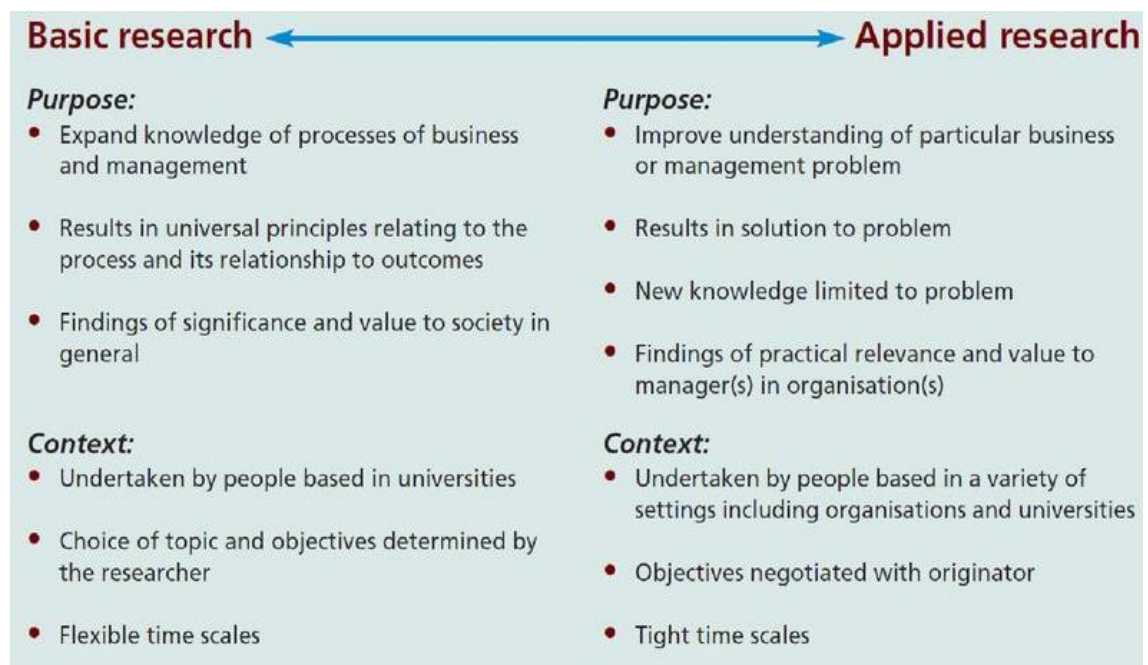 Basic research
Applied research
Purpose:
• Expand knowledge of processes of business
and management
• Results in universal principles relating to the
process and its relationship to outcomes
• Findings of significance and value to society in
general
Context:
• Undertaken by people based in universities
• Choice of topic and objectives determined by
the researcher
• Flexible time scales
Purpose:
• Improve understanding of particular business
or management problem
• Results in solution to problem
• New knowledge limited to problem
• Findings of practical relevance and value to
manager(s) in organisation(s)
Context:
• Undertaken by people based in a variety of
settings including organisations and universities
• Objectives negotiated with originator
• Tight time scales